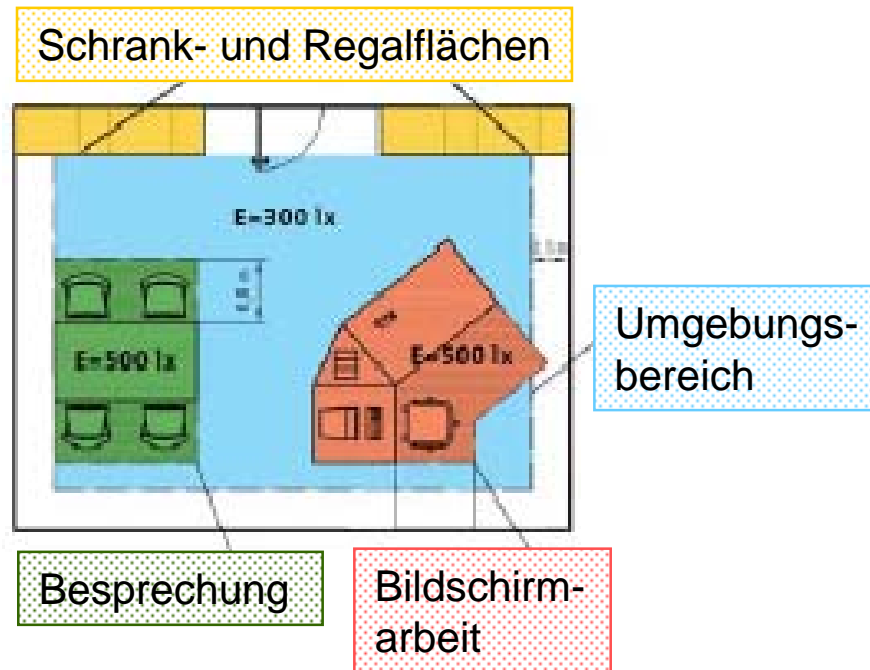 Schrank- und Regalflächen
E=300 lx
E=500 lx
E=500 lx
Umgebungs-
bereich
Besprechung
Bildschirm-
arbeit